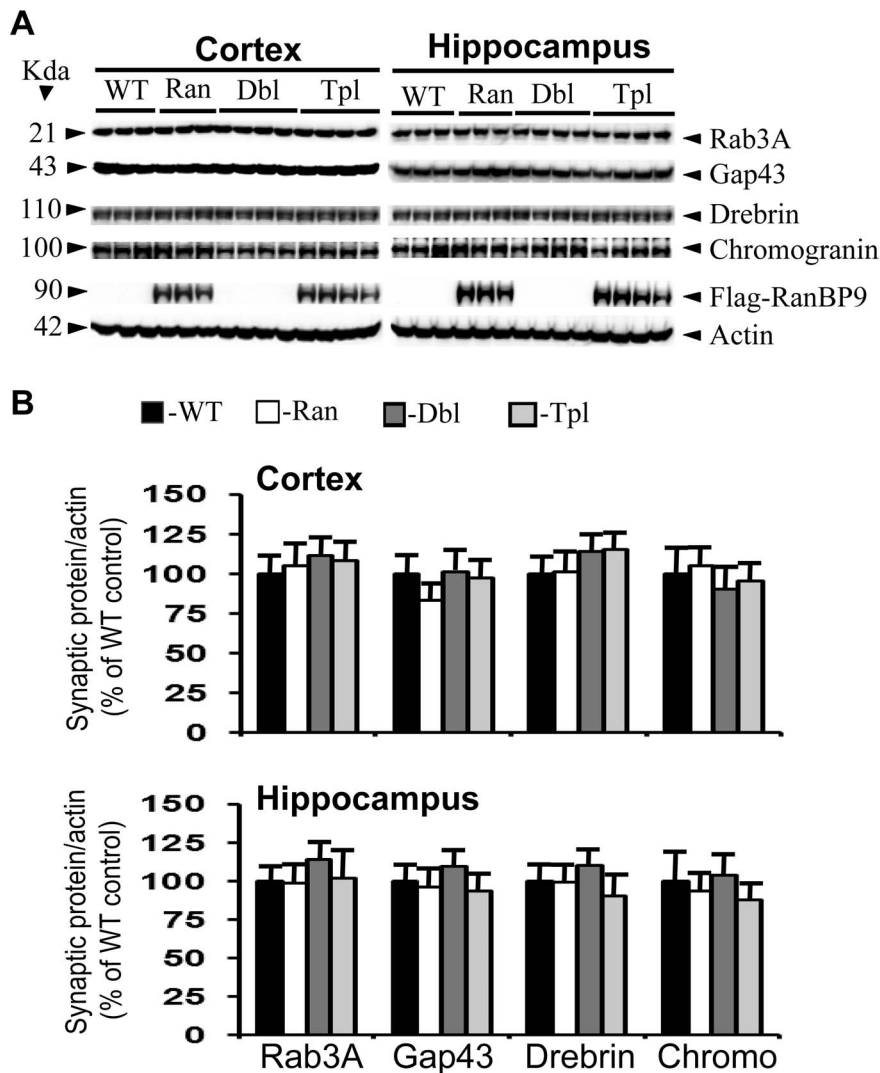 A
Cortex Hippocampus
Kda
WT Ran Dbl Tpl WT Ran Dbl Tpl
21 Rab3A
43 Gap43
110 Drebrin
100 Chromogranin
90 Flag-RanBP9
42 Actin
B
-WT -Ran -Dbl -Tpl
Cortex
Synaptic protein/actin
(% of WT control)
150
125
100
75
50
25
0
Hippocampus
Synaptic protein/actin
(% of WT control)
150
125
100
75
50
25
0
Rab3A Gap43 Drebrin Chromo